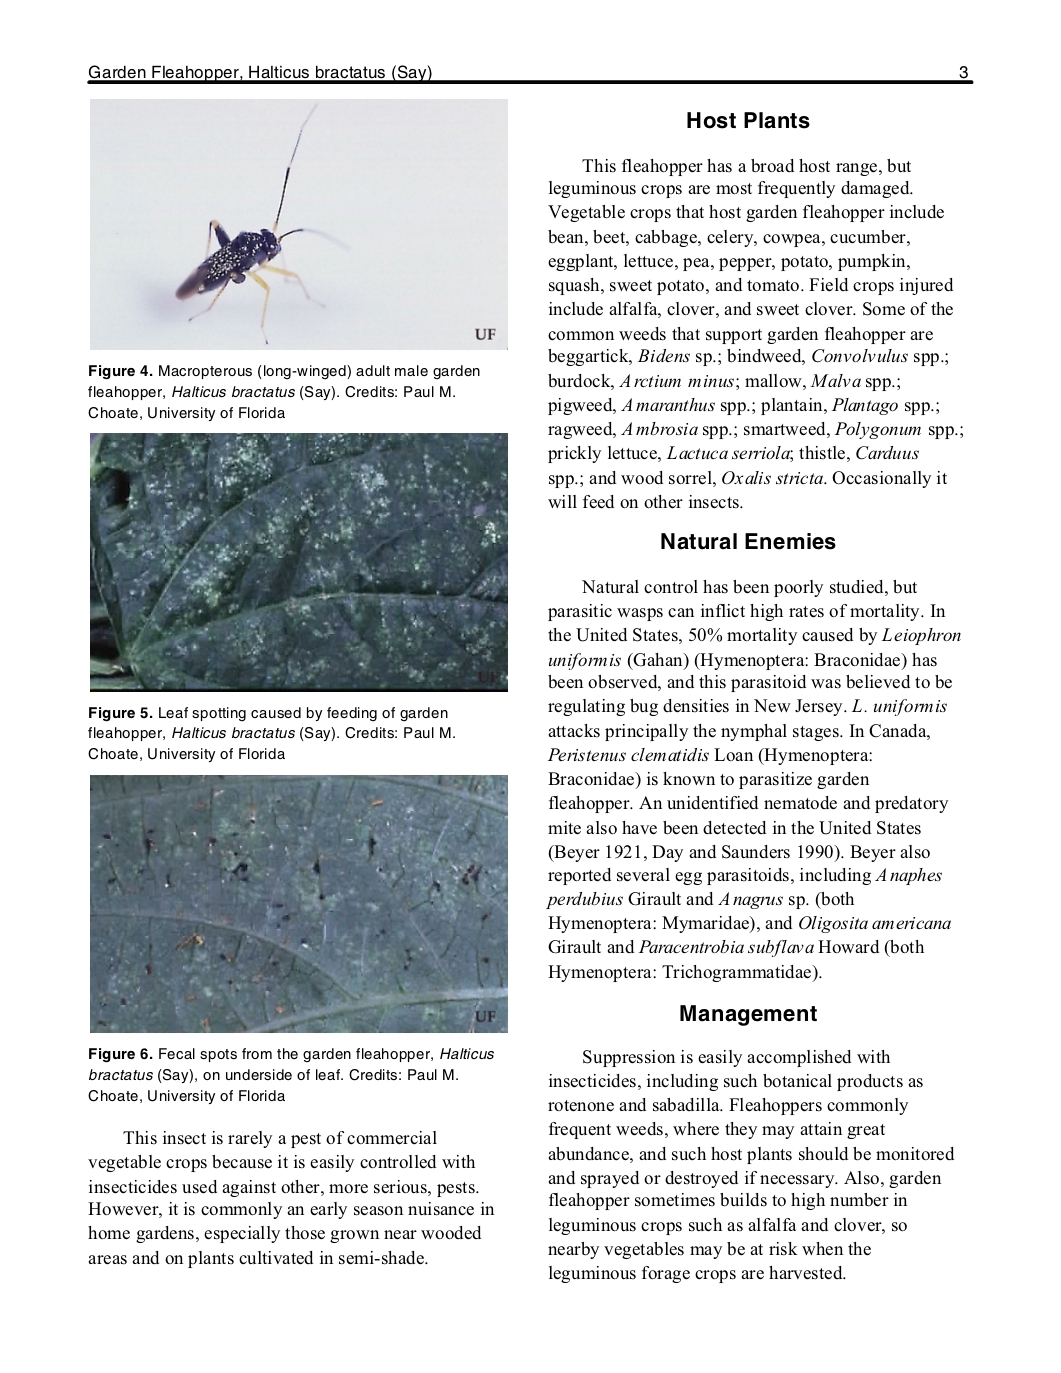 Garden Fleahopper, Halticus bractatus (Say) 3
UF
Figure 4. Macropterous (long-winged) adult male garden
fleahopper, Halticus bractatus (Say). Credits: Paul M.
Choate, University of Florida
UF
Figure 5. Leaf spotting caused by feeding of garden
fleahopper, Halticus bractatus (Say). Credits: Paul M.
Choate, University of Florida
UF
Figure 6. Fecal spots from the garden fleahopper, Halticus
bractatus (Say), on underside of leaf. Credits: Paul M.
Choate, University of Florida
This insect is rarely a pest of commercial
vegetable crops because it is easily controlled with
insecticides used against other, more serious, pests.
However, it is commonly an early season nuisance in
home gardens, especially those grown near wooded
areas and on plants cultivated in semi-shade.
Host Plants
This fleahopper has a broad host range, but
leguminous crops are most frequently damaged.
Vegetable crops that host garden fleahopper include
bean, beet, cabbage, celery, cowpea, cucumber,
eggplant, lettuce, pea, pepper, potato, pumpkin,
squash, sweet potato, and tomato. Field crops injured
include alfalfa, clover, and sweet clover. Some of the
common weeds that support garden fleahopper are
beggartick, Bidens sp.; bindweed, Convolvulus spp.;
burdock, Arctium minus; mallow, Malva spp.;
pigweed, Amaranthus spp.; plantain, Plantago spp.;
ragweed, Ambrosia spp.; smartweed, Polygonum spp.;
prickly lettuce, Lactuca serriola; thistle, Carduus
spp.; and wood sorrel, Oxalis stricta. Occasionally it
will feed on other insects.
Natural Enemies
Natural control has been poorly studied, but
parasitic wasps can inflict high rates of mortality. In
the United States, 50% mortality caused by Leiophron
uniformis (Gahan) (Hymenoptera: Braconidae) has
been observed, and this parasitoid was believed to be
regulating bug densities in New Jersey. L. uniformis
attacks principally the nymphal stages. In Canada,
Peristenus clematidis Loan (Hymenoptera:
Braconidae) is known to parasitize garden
fleahopper. An unidentified nematode and predatory
mite also have been detected in the United States
(Beyer 1921, Day and Saunders 1990). Beyer also
reported several egg parasitoids, including Anaphes
perdubius Girault and Anagrus sp. (both
Hymenoptera: Mymaridae), and Oligosita americana
Girault and Paracentrobia subflava Howard (both
Hymenoptera: Trichogrammatidae).
Management
Suppression is easily accomplished with
insecticides, including such botanical products as
rotenone and sabadilla. Fleahoppers commonly
frequent weeds, where they may attain great
abundance, and such host plants should be monitored
and sprayed or destroyed if necessary. Also, garden
fleahopper sometimes builds to high number in
leguminous crops such as alfalfa and clover, so
nearby vegetables may be at risk when the
leguminous forage crops are harvested.